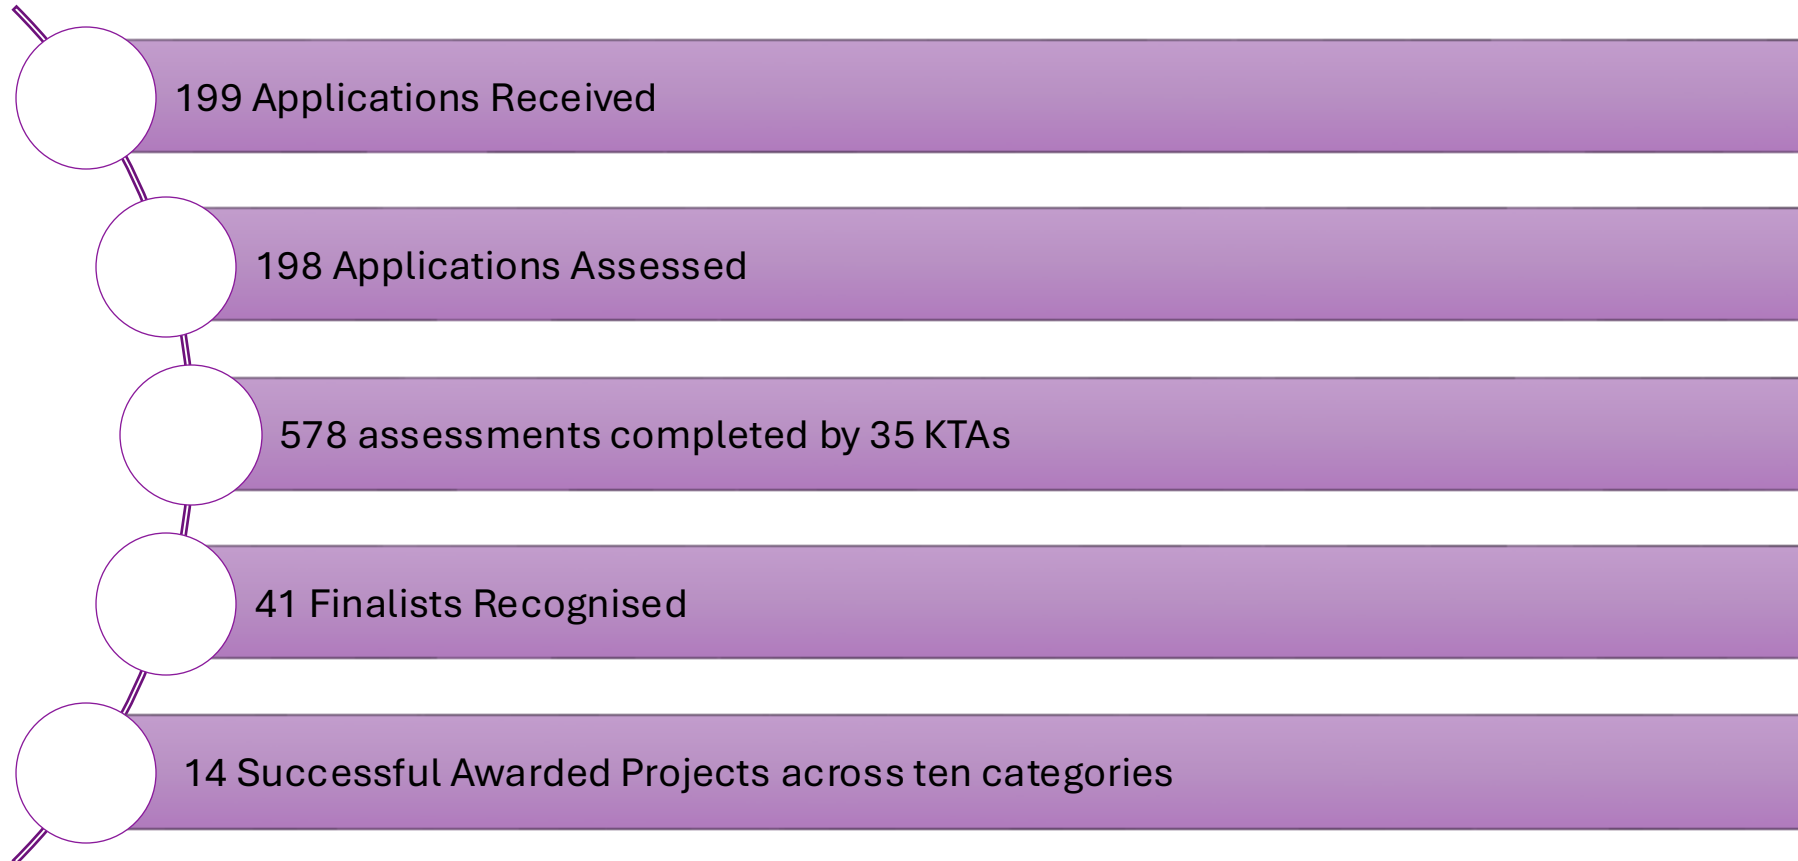 199 Applications Received
198 Applications Assessed
578 assessments completed by 35 KTAs
41 Finalists Recognised
14 Successful Awarded Projects across ten categories